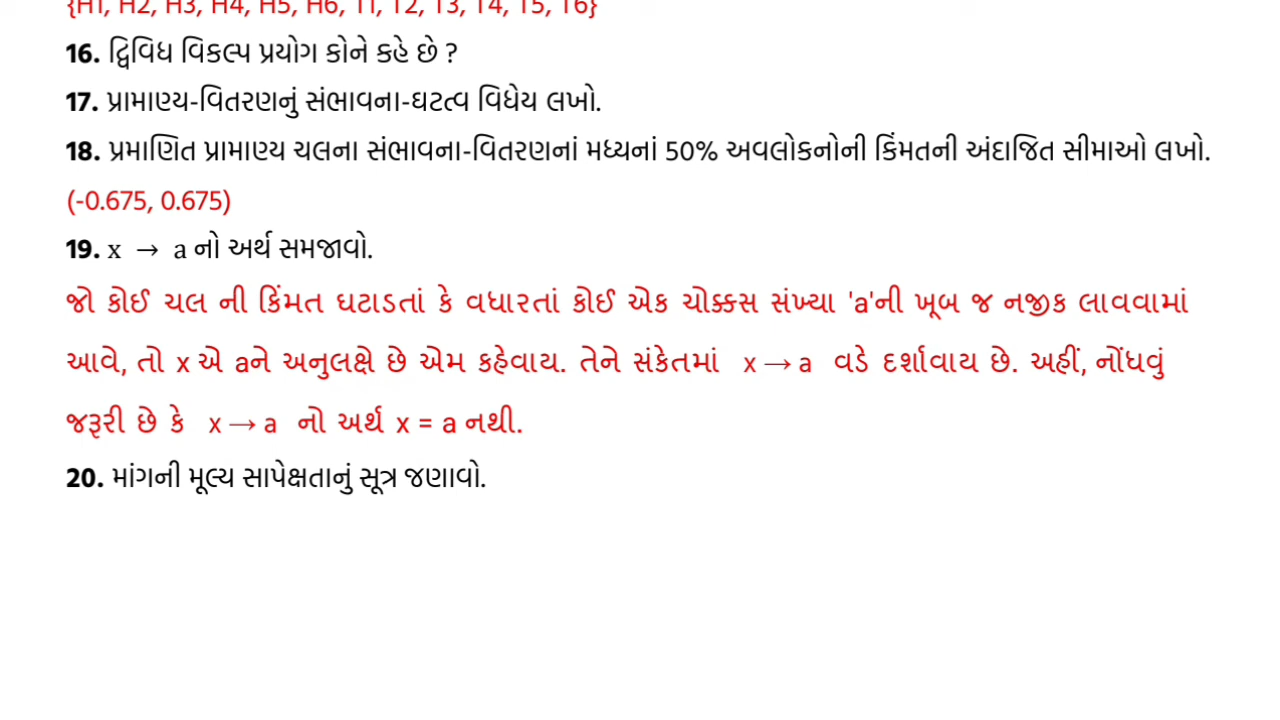 {H1, H2, H3, H4, H5, H6, T1, T2, T3, T4, T5, T6}
16. દ્વિવિધ વિકલ્પ પ્રયોગ કોને કહે છે ?
17. પ્રામાણ્ય-વિતરણનું સંભાવના-ઘટત્વ વિધેય લખો.
18. પ્રમાણિત પ્રામાણ્ય ચલના સંભાવના-વિતરણનાં મધ્યનાં 50% અવલોકનોની કિંમતની અંદાજિત સીમાઓ લખો.
(-0.675, 0.675)
19. x → a નો અર્થ સમજાવો.
જો કોઈ ચલ ની કિંમત ઘટાડતાં કે વધારતાં કોઈ એક ચોક્કસ સંખ્યા 'a'ની ખૂબ જ નજીક લાવવામાં
આવે, તો x એ aને અનુલક્ષે છે એમ કહેવાય. તેને સંકેતમાં x → a વડે દર્શાવાય છે. અહીં, નોંધવું
જરૂરી છે કે x → a નો અર્થ x = a નથી.
20. માંગની મૂલ્ય સાપેક્ષતાનું સૂત્ર જણાવો.